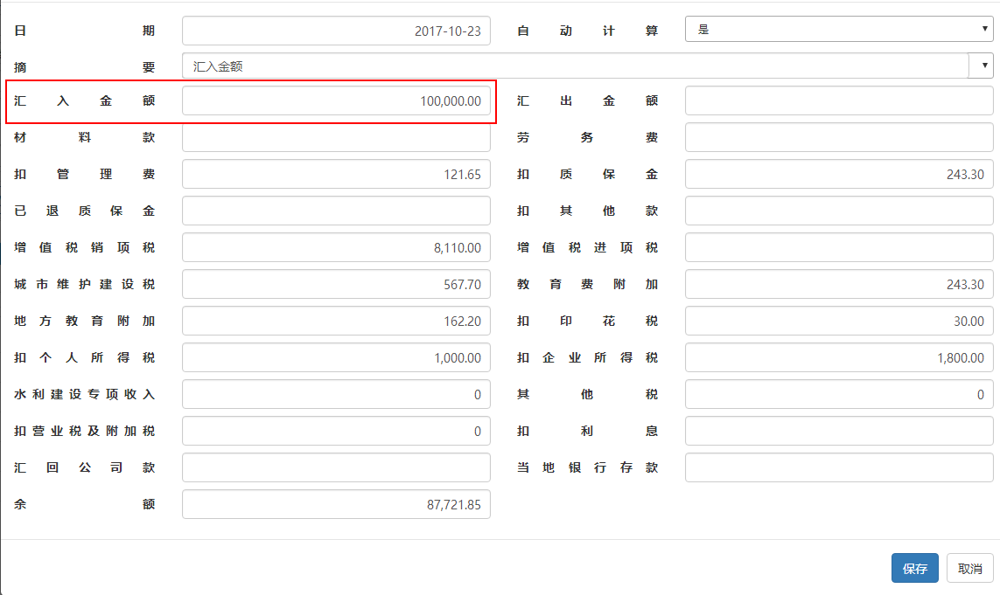 日期 2017-10-23 自动计算 是
摘要 汇入金额
汇入金额 100,000.00 汇出金额
材料款 劳务费
扣管理费 121.65 扣质保金 243.30
已退质保金 扣其他款
增值税销项税 8,110.00 增值税进项税
城市维护建设税 567.70 教育费附加 243.30
地方教育附加 162.20 扣印花税 30.00
扣个人所得税 1,000.00 扣企业所得税 1,800.00
水利建设专项收入 0 其他税 0
扣营业税及附加税 0 扣利息
汇回公司款 当地银行存款
余额 87,721.85
保存 取消